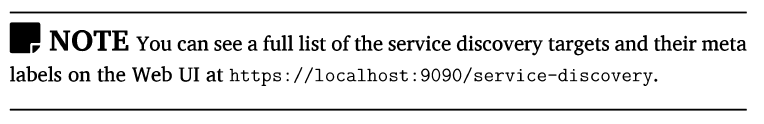 NOTE You can see a full list of the service discovery targets and their meta
labels on the Web UI at https://localhost:9090/service-discovery.